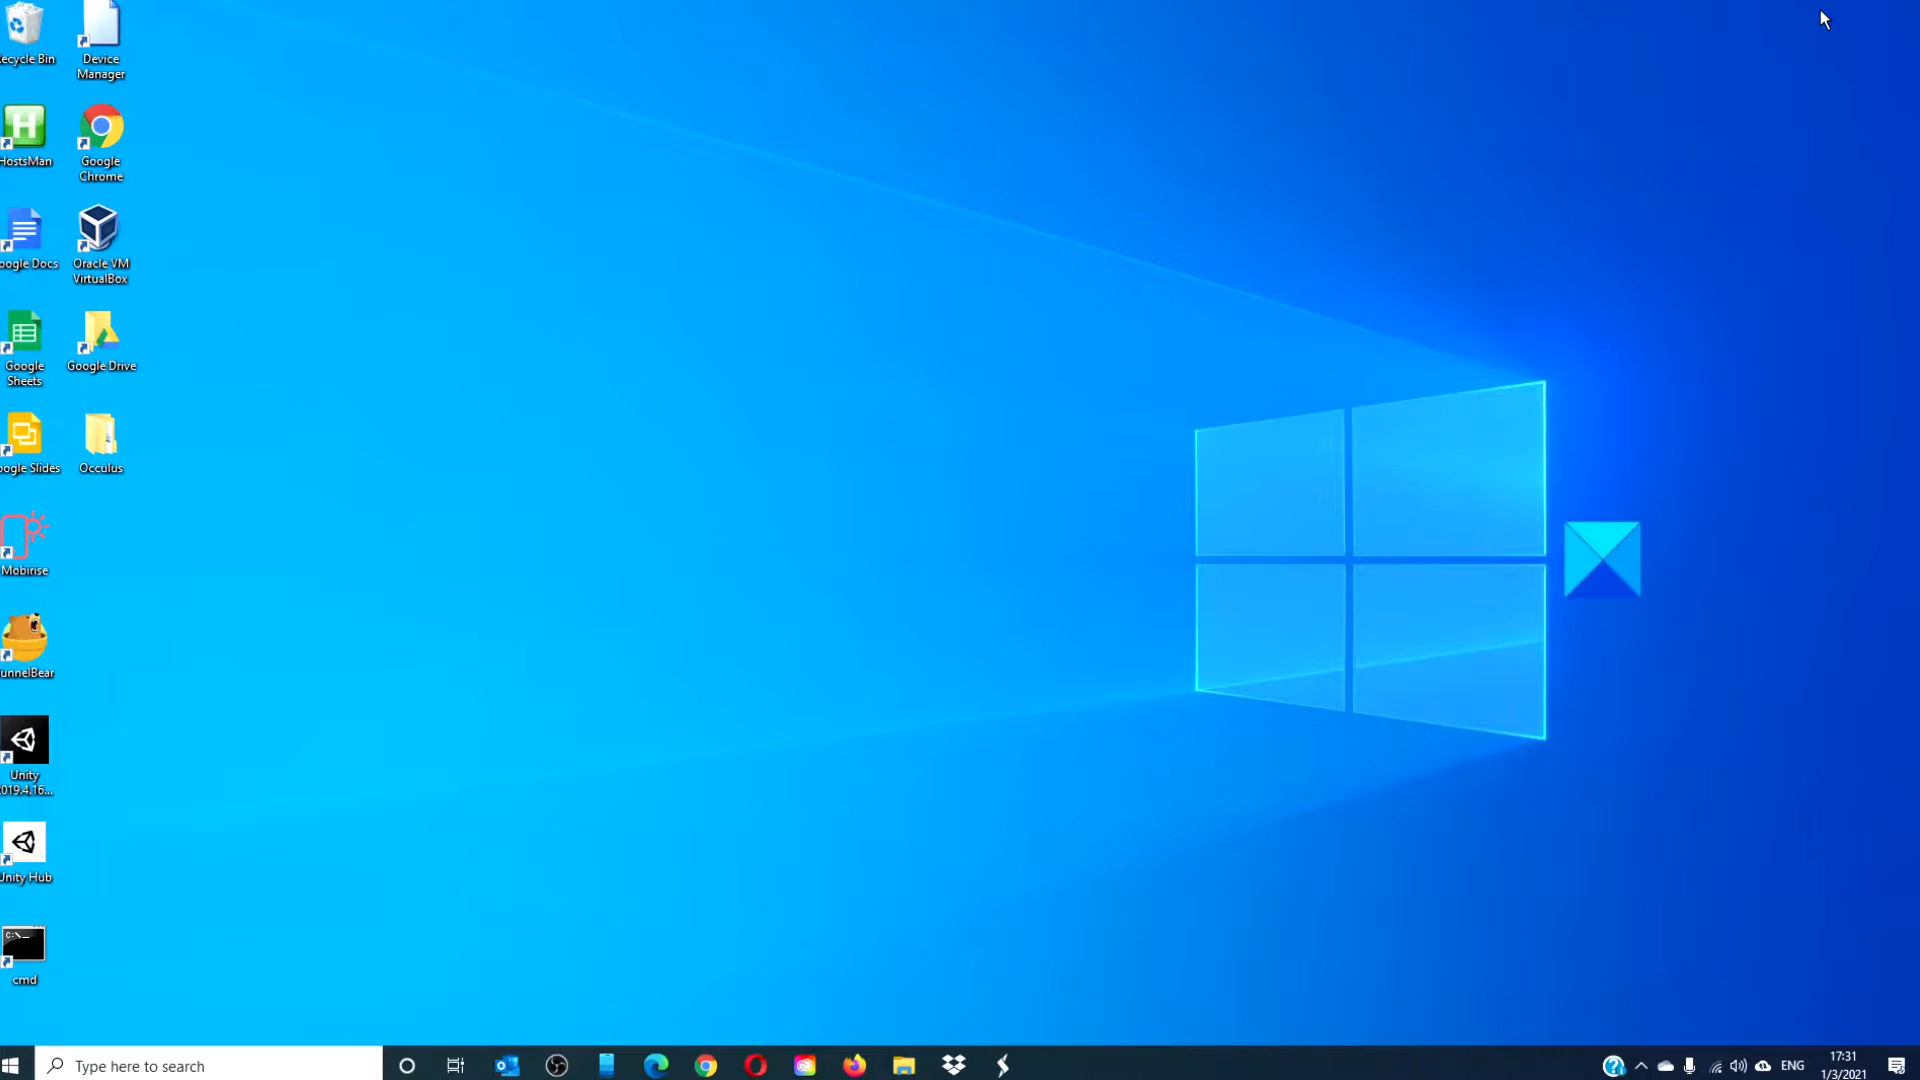 ecycle Bin
Device
Manager
HostsMan
Google
Chrome
oogle Docs
Oracle VM
VirtualBox
Google
Sheets
Google Drive
oogle Slides
Occulus
Mobirise
unnelBear
Unity
2019.4.16...
Unity Hub
C:\._
cmd
Type here to search
ENG
17:31
1/3/2021